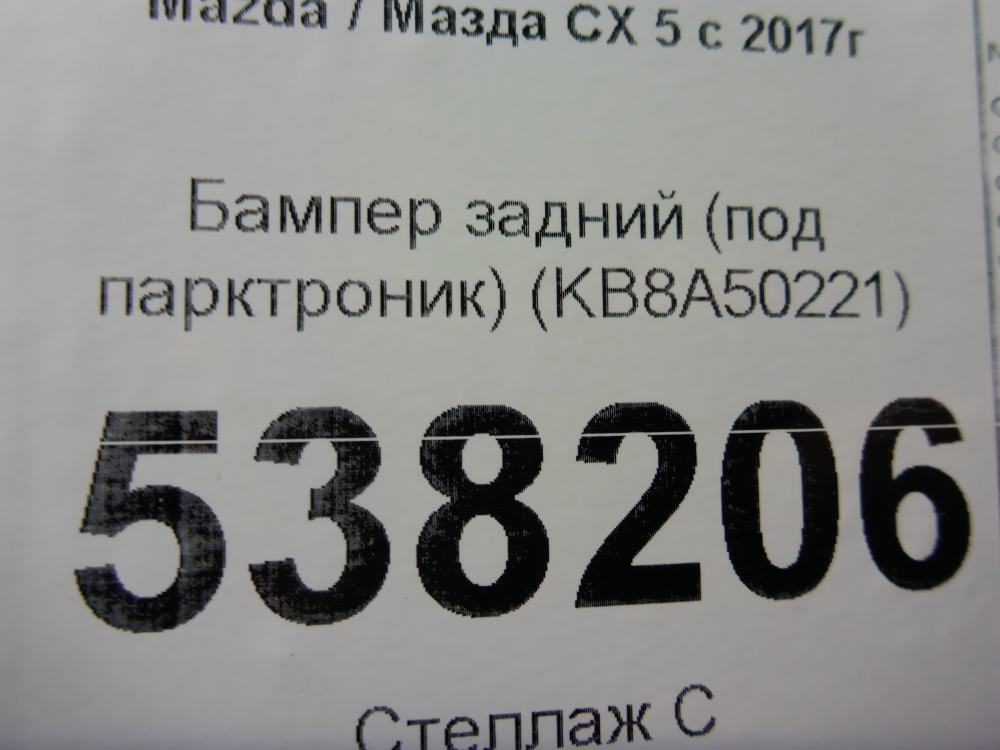 Mazda / Мазда CX 5 с 2017г
Бампер задний (под
парктроник) (KB8A50221)
538206
Стеллаж С